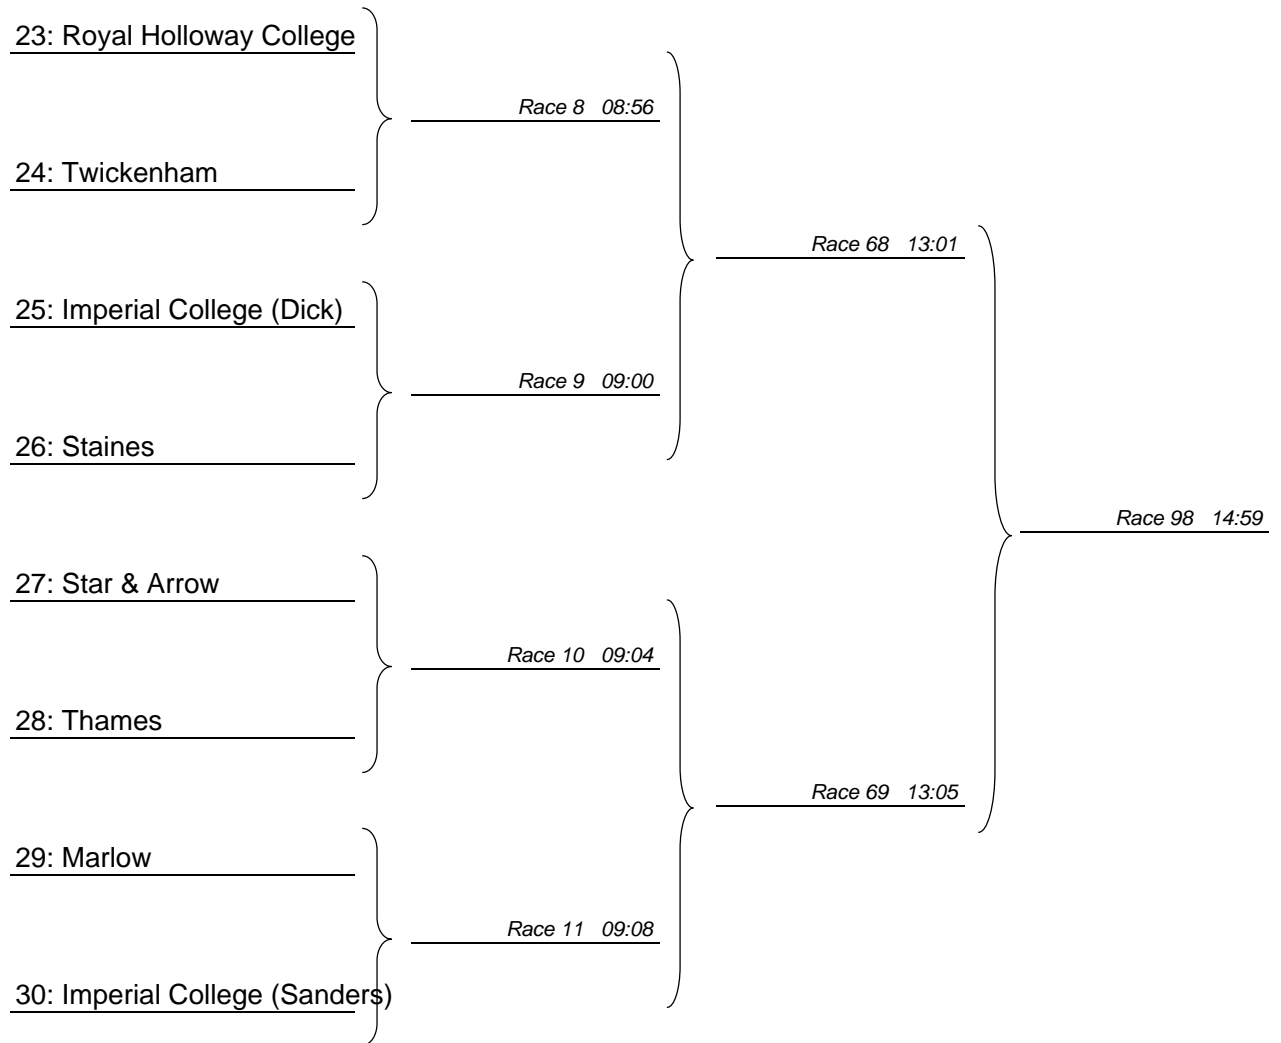 23: Royal Holloway College
Race 8 08:56
24: Twickenham
Race 68 13:01
25: Imperial College (Dick)
Race 9 09:00
26: Staines
Race 98 14:59
27: Star & Arrow
Race 10 09:04
28: Thames
Race 69 13:05
29: Marlow
Race 11 09:08
30: Imperial College (Sanders)